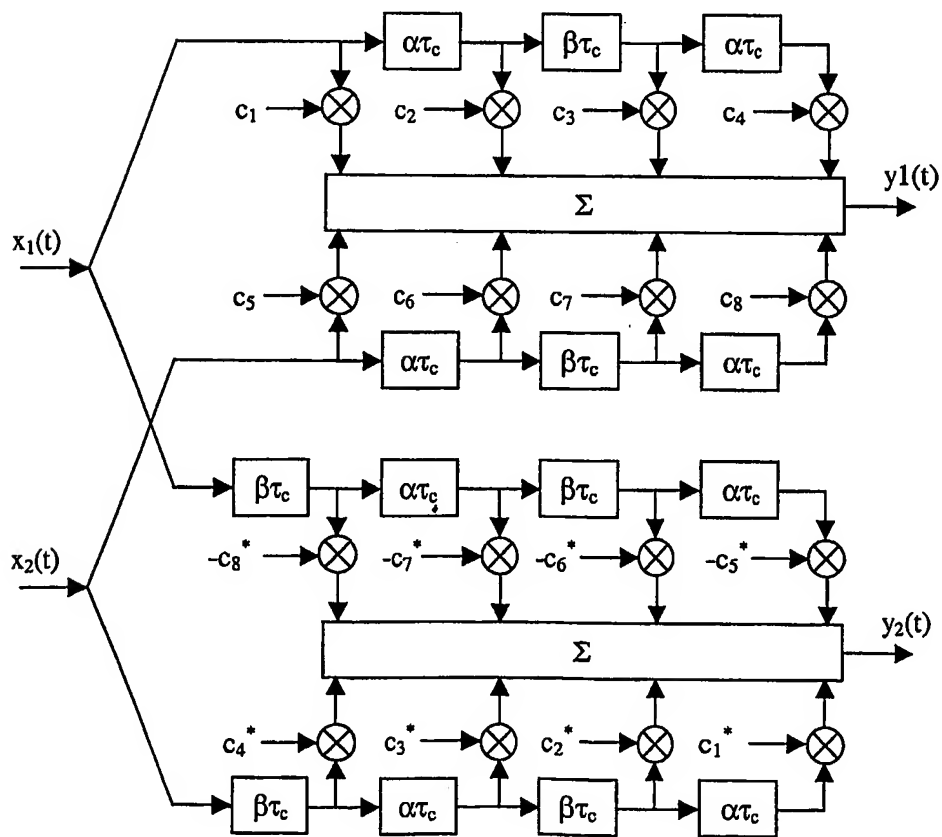 ατc βτc ατc
c1 c2 c3 c4
Σ y1(t)
x1(t)
c5 c6 c7 c8
ατc βτc ατc
βτc ατc βτc ατc
-c8* -c7* -c6* -c5*
x2(t)
Σ y2(t)
c4* c3* c2* c1*
βτc ατc βτc ατc